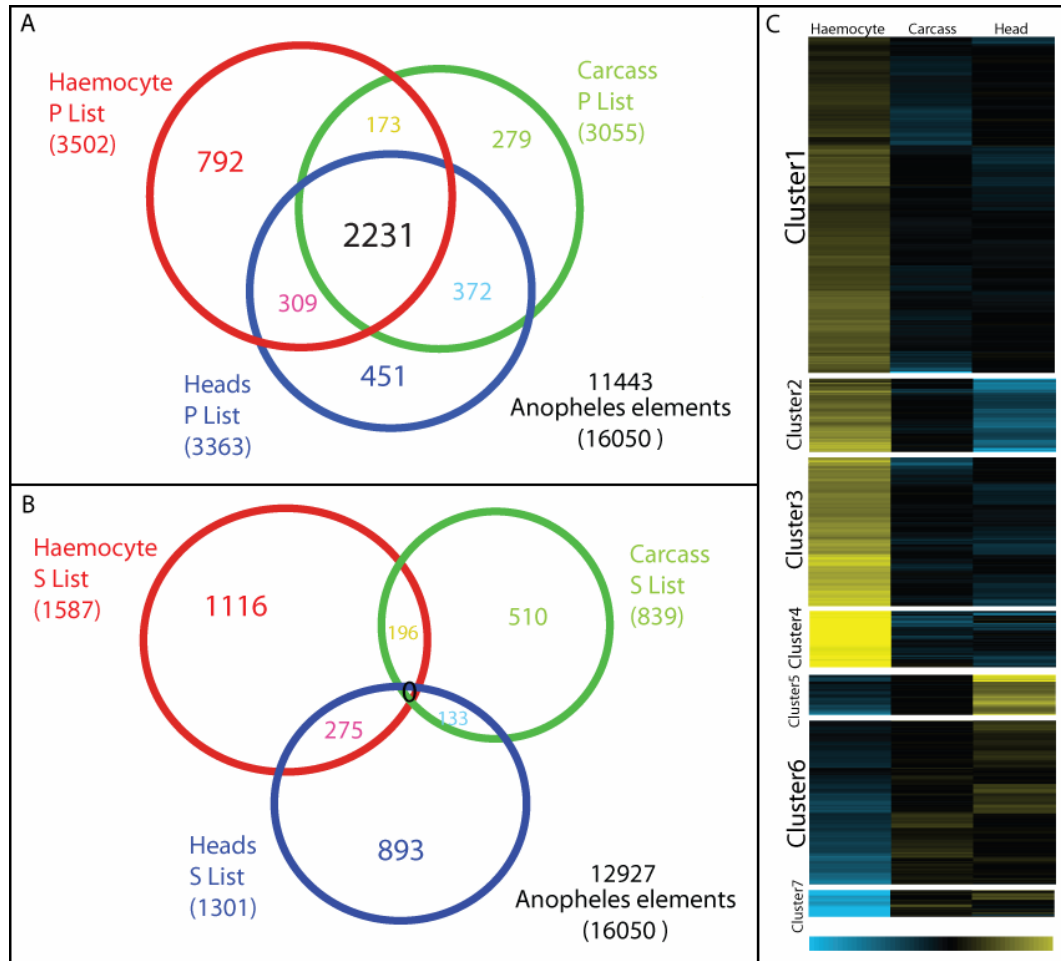 A
Haemocyte
P List
(3502)
Carcass
P List
(3055)
173
279
792
2231
309
372
451
Heads
P List
(3363)
11443
Anopheles elements
(16050 )
B
Haemocyte
S List
(1587)
Carcass
S List
(839)
1116
510
196
0
275
133
893
Heads
S List
(1301)
12927
Anopheles elements
(16050 )
C
Haemocyte Carcass Head
Cluster1
Cluster2
Cluster3
Cluster4
Cluster5
Cluster6
Cluster7